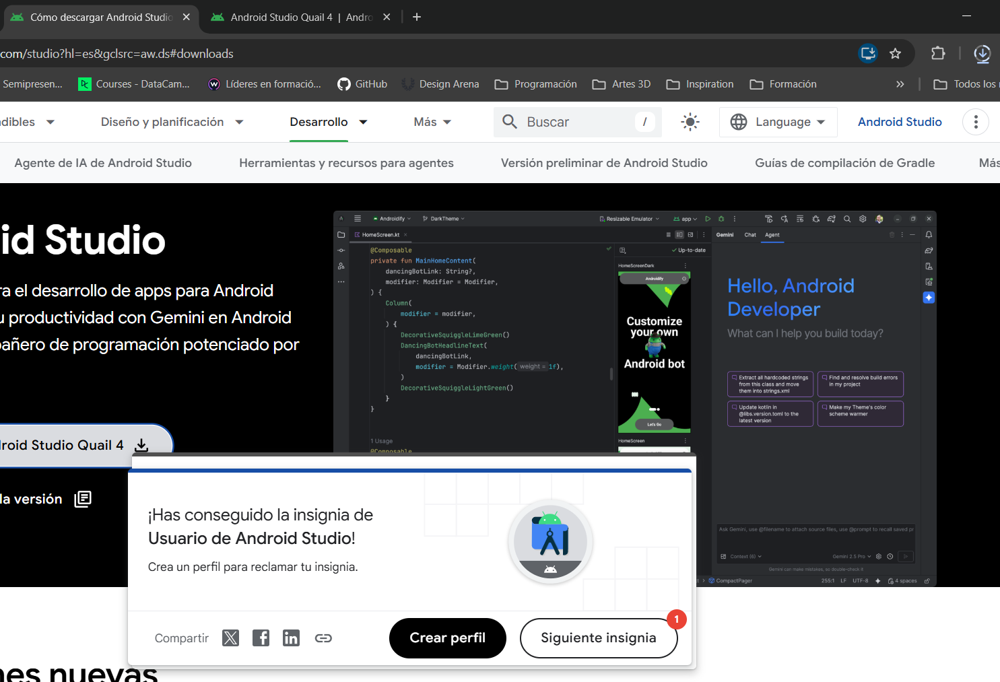 Cómo descargar Android Studio
Android Studio Quail 4 | Andro
com/studio?hl=es&gclsrc=aw.ds#downloads
Semipresen...
Courses - DataCam...
Líderes en formació...
GitHub
Design Arena
Programación
Artes 3D
Inspiration
Formación
Todos los
dibles
Diseño y planificación
Desarrollo
Más
Buscar
/
Language
Android Studio
Agente de IA de Android Studio
Herramientas y recursos para agentes
Versión preliminar de Android Studio
Guías de compilación de Gradle
Más
id Studio
ra el desarrollo de apps para Android
u productividad con Gemini en Android
pañero de programación potenciado por
droid Studio Quail 4
la versión
Androidify
DarkTheme
Resizable Emulator
app
HomeScreen.kt
@Composable
private fun MainHomeContent(
dancingBotLink: String?,
modifier: Modifier = Modifier,
) {
Column(
modifier = modifier,
) {
DecorativeSquiggleLimeGreen()
DancingBotHeadlineText(
dancingBotLink,
modifier = Modifier.weight( weight = 1f),
)
DecorativeSquiggleLightGreen()
}
}
1 Usage
@Composable
Up-to-date
HomeScreenDark
Androidify
Customize
your own
Android bot
Let's Go
HomeScreen
Gemini
Chat
Agent
Hello, Android
Developer
What can I help you build today?
Extract all hardcoded strings
from this class and move
them into strings.xml
Find and resolve build errors
in my project
Update kotlin in
@libs.version.toml to the
latest version
Make my Theme's color
scheme warmer
Ask Gemini, use @filename to attach source files, use @prompt to recall saved pr
Context (6)
Gemini 2.5 Pro
Gemini can make mistakes, so double-check it
CompactPager
255:1
LF
UTF-8
4 spaces
¡Has conseguido la insignia de
Usuario de Android Studio!
Crea un perfil para reclamar tu insignia.
Compartir
Crear perfil
Siguiente insignia
1
nes nuevas